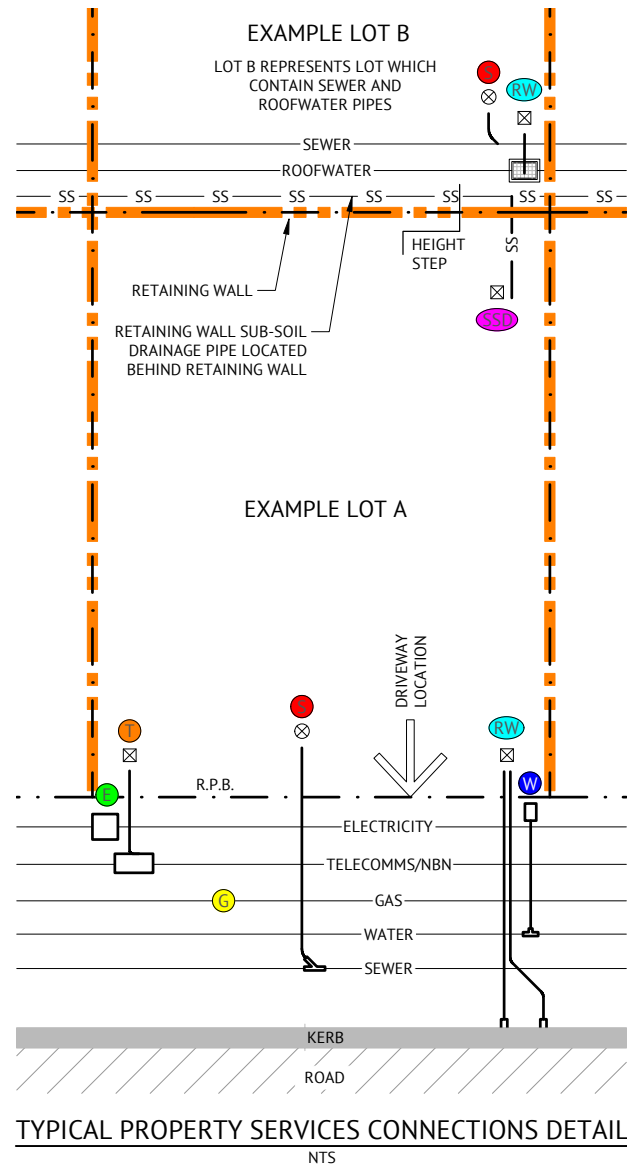 EXAMPLE LOT B
LOT B REPRESENTS LOT WHICH
CONTAIN SEWER AND
ROOFWATER PIPES
S
RW
SEWER
ROOFWATER
SS SS SS SS SS SS SS SS
HEIGHT
STEP
SS
RETAINING WALL
SSD
RETAINING WALL SUB-SOIL
DRAINAGE PIPE LOCATED
BEHIND RETAINING WALL
EXAMPLE LOT A
DRIVEWAY
LOCATION
S
T
RW
E
R.P.B.
W
ELECTRICITY
TELECOMMS/NBN
G
GAS
WATER
SEWER
KERB
ROAD
TYPICAL PROPERTY SERVICES CONNECTIONS DETAIL
NTS